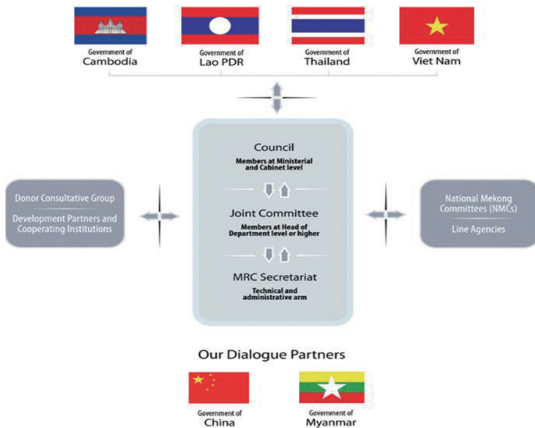 Government of
Cambodia
Government of
Lao PDR
Government of
Thailand
Government of
Viet Nam
Council
Members at Ministerial
and Cabinet level
Donor Consultative Group
Development Partners and
Cooperating Institutions
Joint Committee
Members at Head of
Department level or higher
National Mekong
Committees (NMCs)
Line Agencies
MRC Secretariat
Technical and
administrative arm
Our Dialogue Partners
Government of
China
Government of
Myanmar